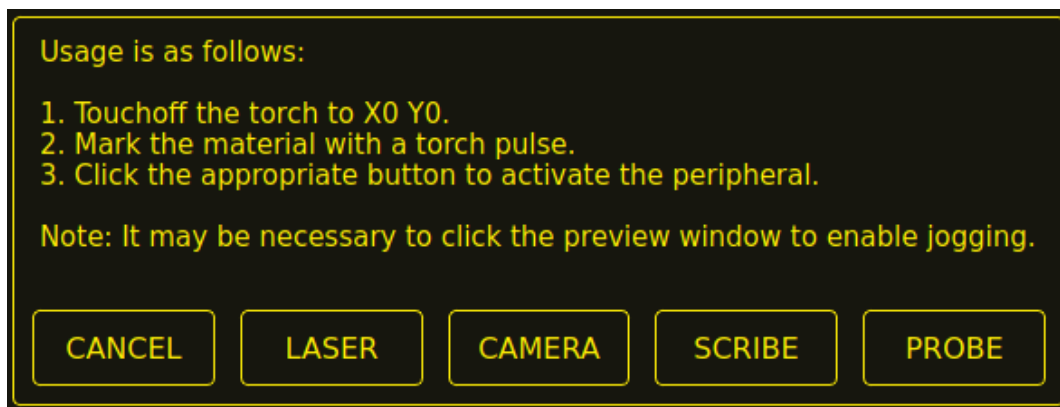 Usage is as follows:
1. Touchoff the torch to X0 Y0.
2. Mark the material with a torch pulse.
3. Click the appropriate button to activate the peripheral.
Note: It may be necessary to click the preview window to enable jogging.
CANCEL LASER CAMERA SCRIBE PROBE